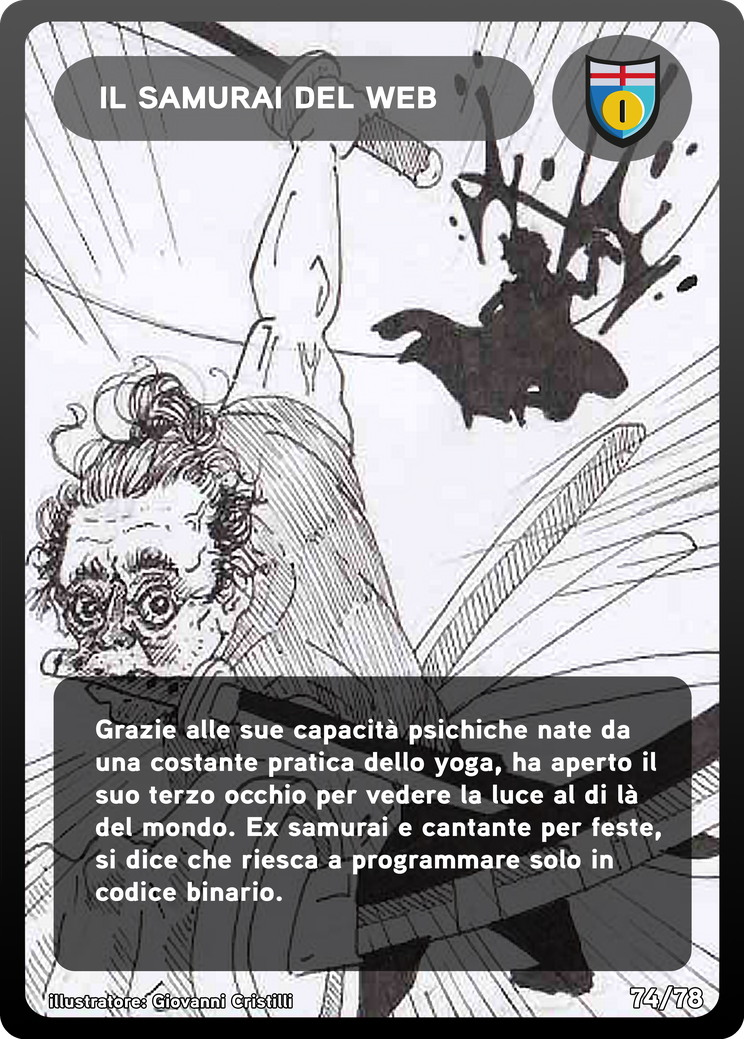 IL SAMURAI DEL WEB
Grazie alle sue capacità psichiche nate da
una costante pratica dello yoga, ha aperto il
suo terzo occhio per vedere la luce al di là
del mondo. Ex samurai e cantante per feste,
si dice che riesca a programmare solo in
codice binario.
illustratore: Giovanni Cristilli
74/78